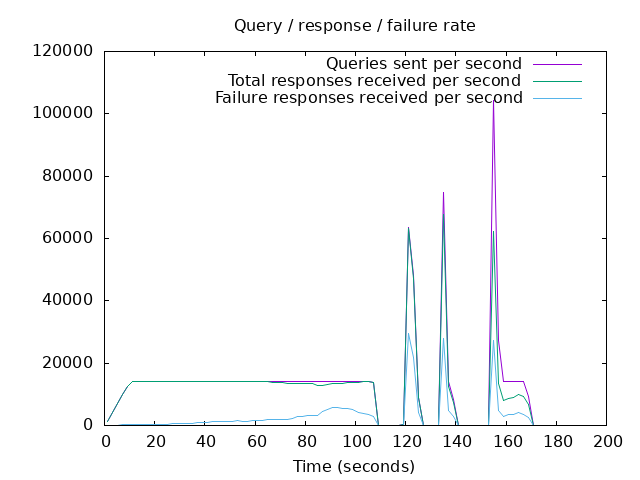 Query / response / failure rate
120000
Queries sent per second
Total responses received per second
Failure responses received per second
100000
80000
60000
40000
20000
0
0 20 40 60 80 100 120 140 160 180 200
Time (seconds)